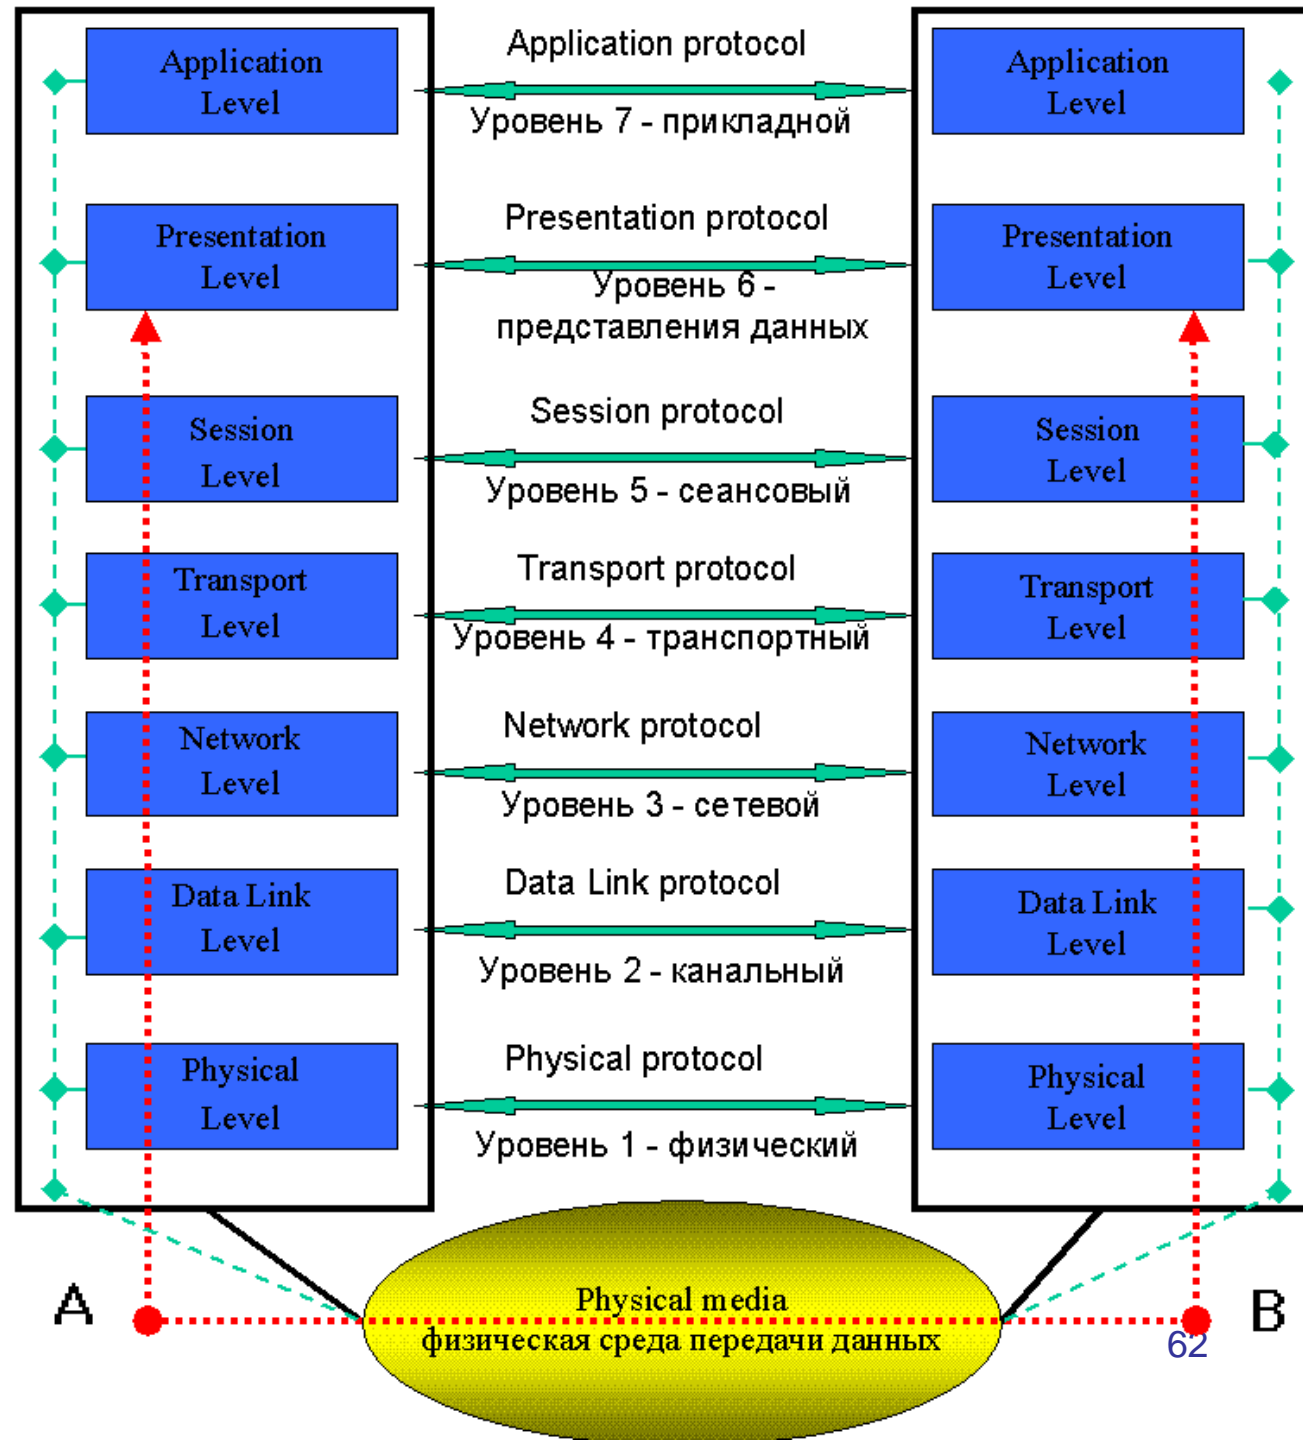 Application
Level
Application protocol
Уровень 7 - прикладной
Application
Level
Presentation
Level
Presentation protocol
Уровень 6 -
представления данных
Presentation
Level
Session
Level
Session protocol
Уровень 5 - сеансовый
Session
Level
Transport
Level
Transport protocol
Уровень 4 - транспортный
Transport
Level
Network
Level
Network protocol
Уровень 3 - сетевой
Network
Level
Data Link
Level
Data Link protocol
Уровень 2 - канальный
Data Link
Level
Physical
Level
Physical protocol
Уровень 1 - физический
Physical
Level
A
Physical media
физическая среда передачи данных
B
62